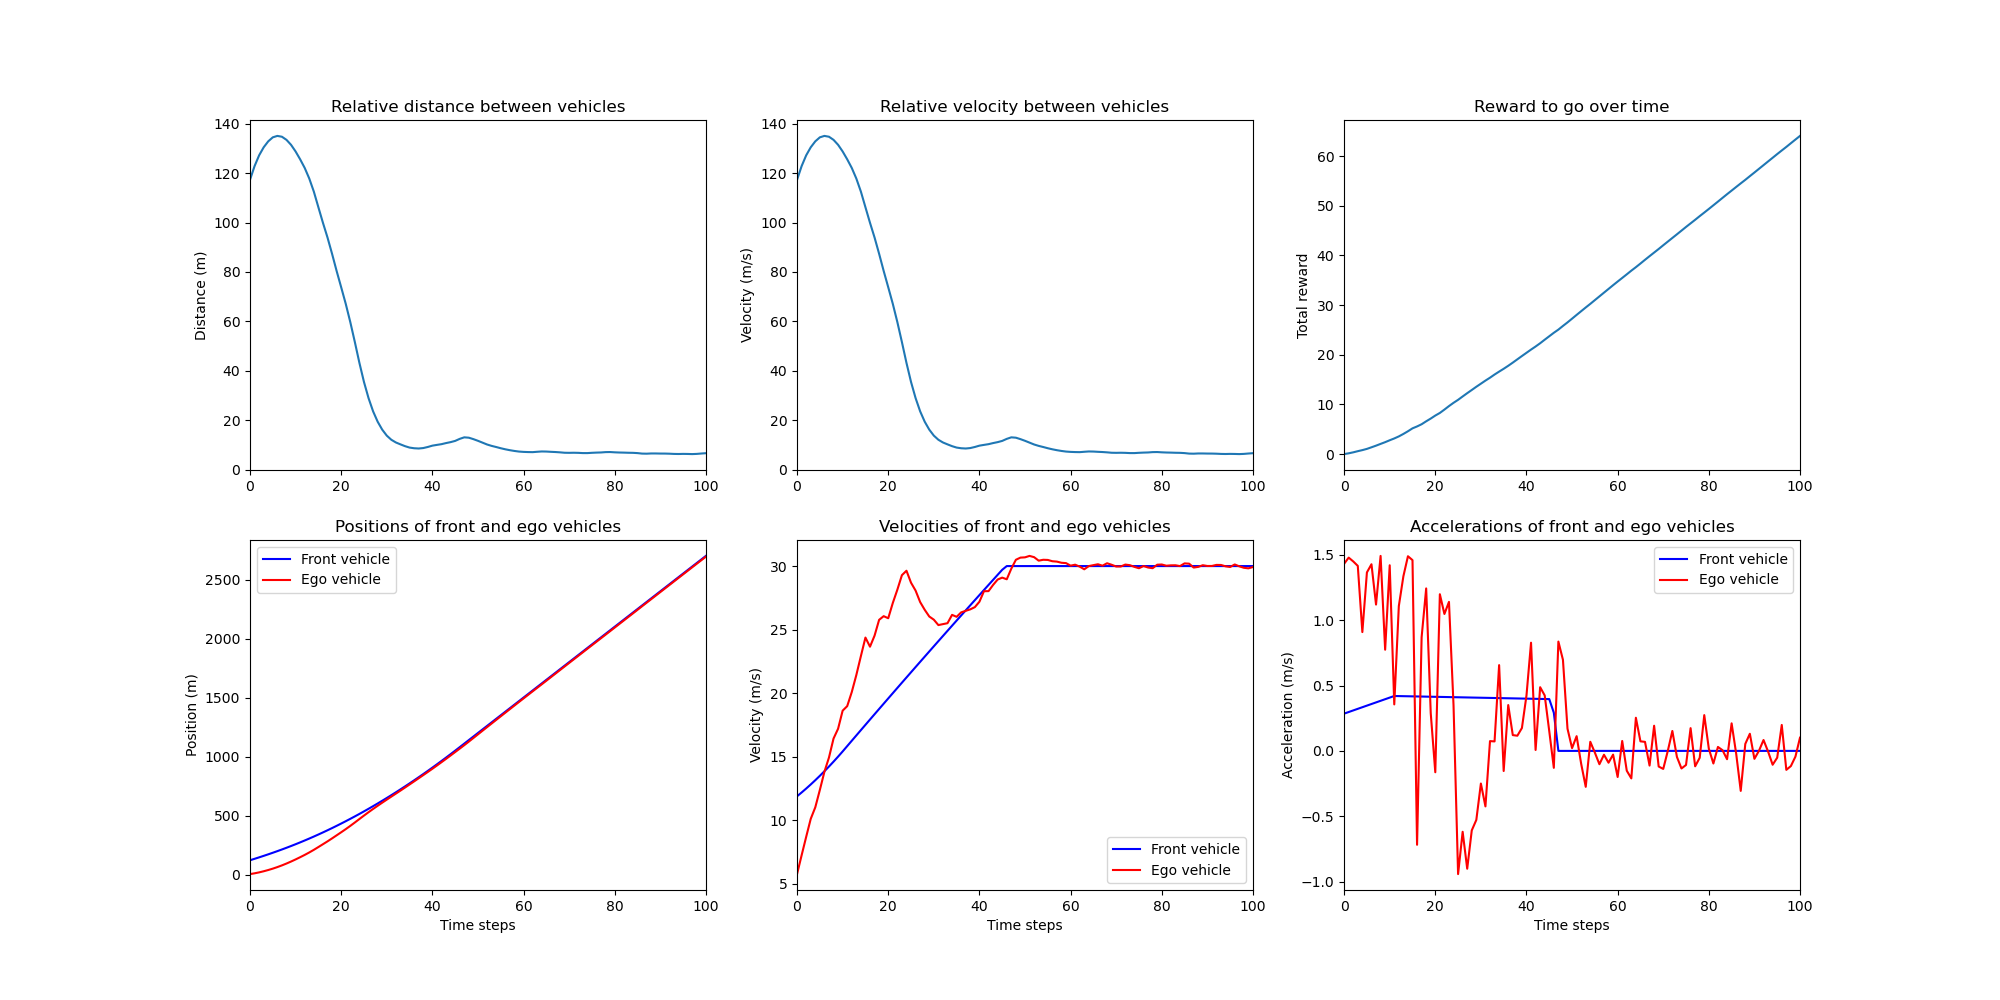 Relative distance between vehicles
Distance (m)
140
120
100
80
60
40
20
0
0 20 40 60 80 100
Relative velocity between vehicles
Velocity (m/s)
140
120
100
80
60
40
20
0
0 20 40 60 80 100
Reward to go over time
Total reward
60
50
40
30
20
10
0
0 20 40 60 80 100
Positions of front and ego vehicles
Front vehicle
Ego vehicle
Position (m)
2500
2000
1500
1000
500
0
0 20 40 60 80 100
Time steps
Velocities of front and ego vehicles
Velocity (m/s)
30
25
20
15
10
5
Front vehicle
Ego vehicle
0 20 40 60 80 100
Time steps
Accelerations of front and ego vehicles
Front vehicle
Ego vehicle
Acceleration (m/s)
1.5
1.0
0.5
0.0
−0.5
−1.0
0 20 40 60 80 100
Time steps